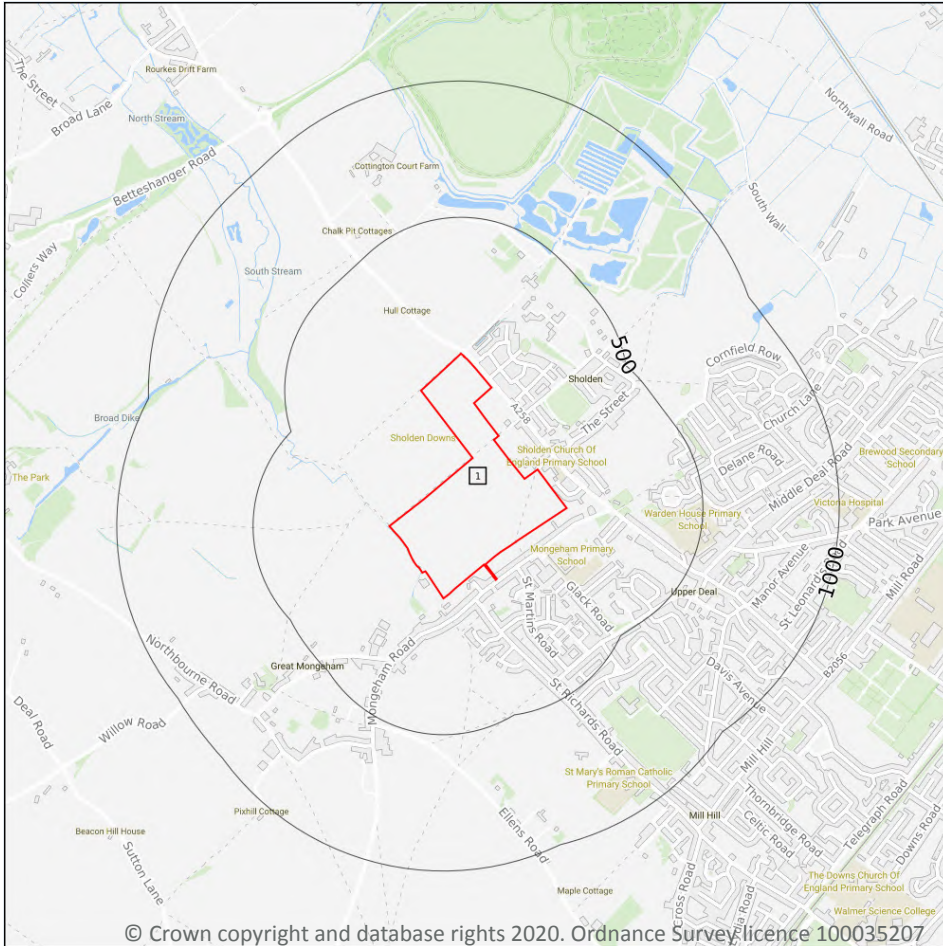 Rourkes Drift Farm
The Street
Broad Lane
North Stream
Northwall Road
Betteshanger Road
Cottington Court Farm
South Wall
Colliers Way
Chalk Pit Cottages
South Stream
Hull Cottage
500
Cornfield Row
Sholden
A258
The Street
Church Lane
Broad Dike
Sholden Downs
Sholden Church Of
England Primary School
Delane Road
Middle Deal Road
Brewood Secondary
School
The Park
1
Victoria Hospital
Warden House Primary
School
Park Avenue
Mongeham Primary
School
Manor Avenue
St Leonards Road
1000
Mill Road
Glack Road
Upper Deal
St Martins Road
Northbourne Road
Great Mongeham
Mongeham Road
B2056
Davis Avenue
St Richards Road
Deal Road
Willow Road
Mill Hill
St Mary's Roman Catholic
Primary School
Pixhill Cottage
Mill Hill
Thornbridge Road
Celtic Road
Telegraph Road
Downs Road
Beacon Hill House
Sutton Lane
Ellens Road
Maple Cottage
Cross Road
The Downs Church Of
England Primary School
Walmer Science College
© Crown copyright and database rights 2020. Ordnance Survey licence 100035207